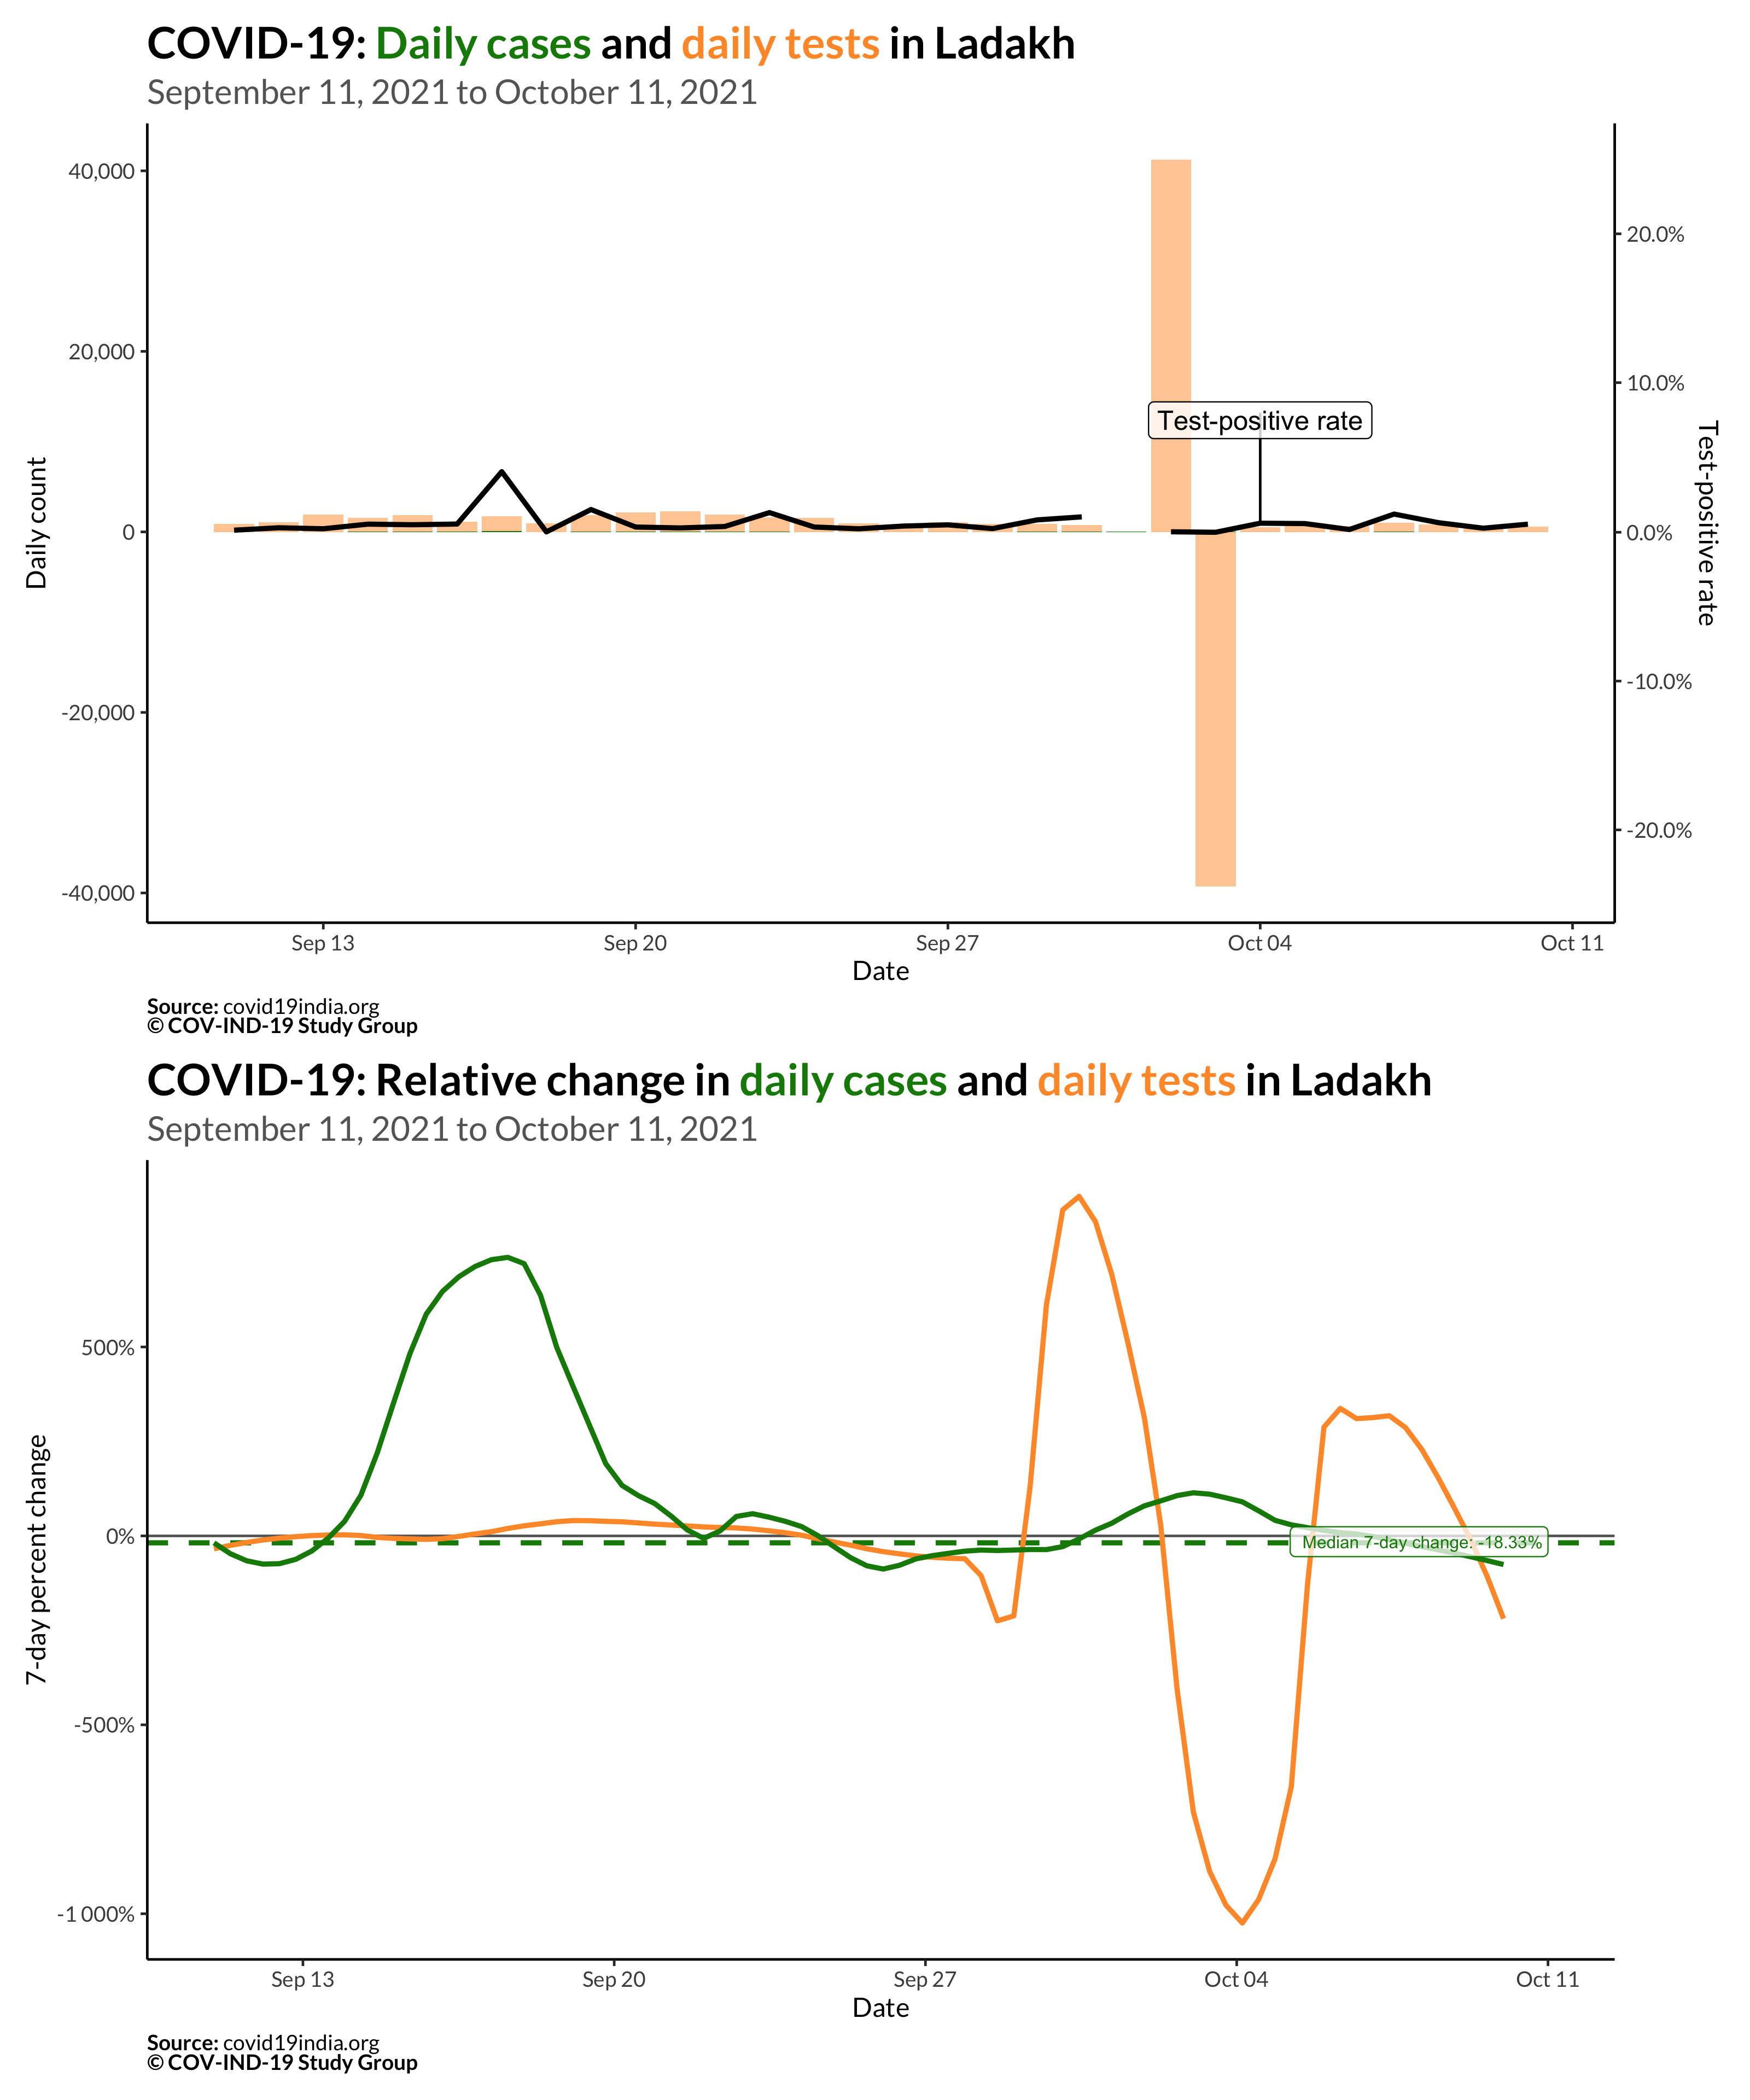 COVID-19: Daily cases and daily tests in Ladakh
September 11, 2021 to October 11, 2021
40,000
20,000
0
-20,000
-40,000
Daily count
20.0%
10.0%
0.0%
-10.0%
-20.0%
Test-positive rate
Test-positive rate
Sep 13
Sep 20
Sep 27
Oct 04
Oct 11
Date
Source: covid19india.org
© COV-IND-19 Study Group
COVID-19: Relative change in daily cases and daily tests in Ladakh
September 11, 2021 to October 11, 2021
500%
0%
-500%
-1 000%
7-day percent change
Median 7-day change: -18.33%
Sep 13
Sep 20
Sep 27
Oct 04
Oct 11
Date
Source: covid19india.org
© COV-IND-19 Study Group